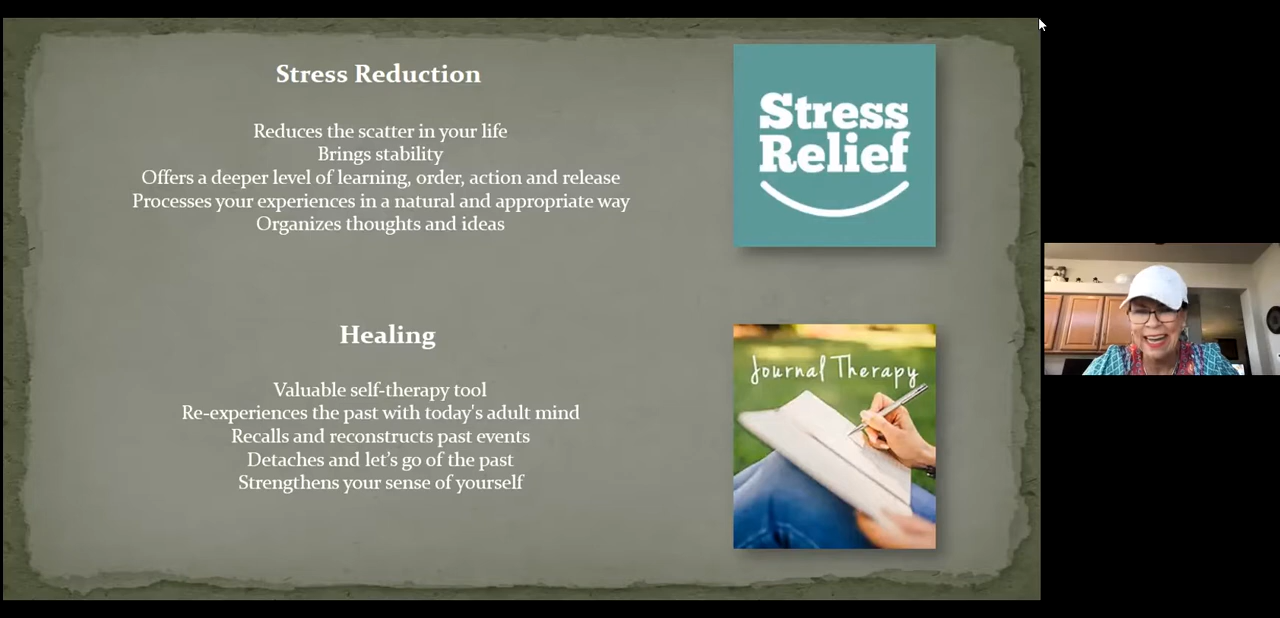 Stress Reduction
Reduces the scatter in your life
Brings stability
Offers a deeper level of learning, order, action and release
Processes your experiences in a natural and appropriate way
Organizes thoughts and ideas
Stress
Relief
Healing
Valuable self-therapy tool
Re-experiences the past with today's adult mind
Recalls and reconstructs past events
Detaches and let’s go of the past
Strengthens your sense of yourself
Journal Therapy